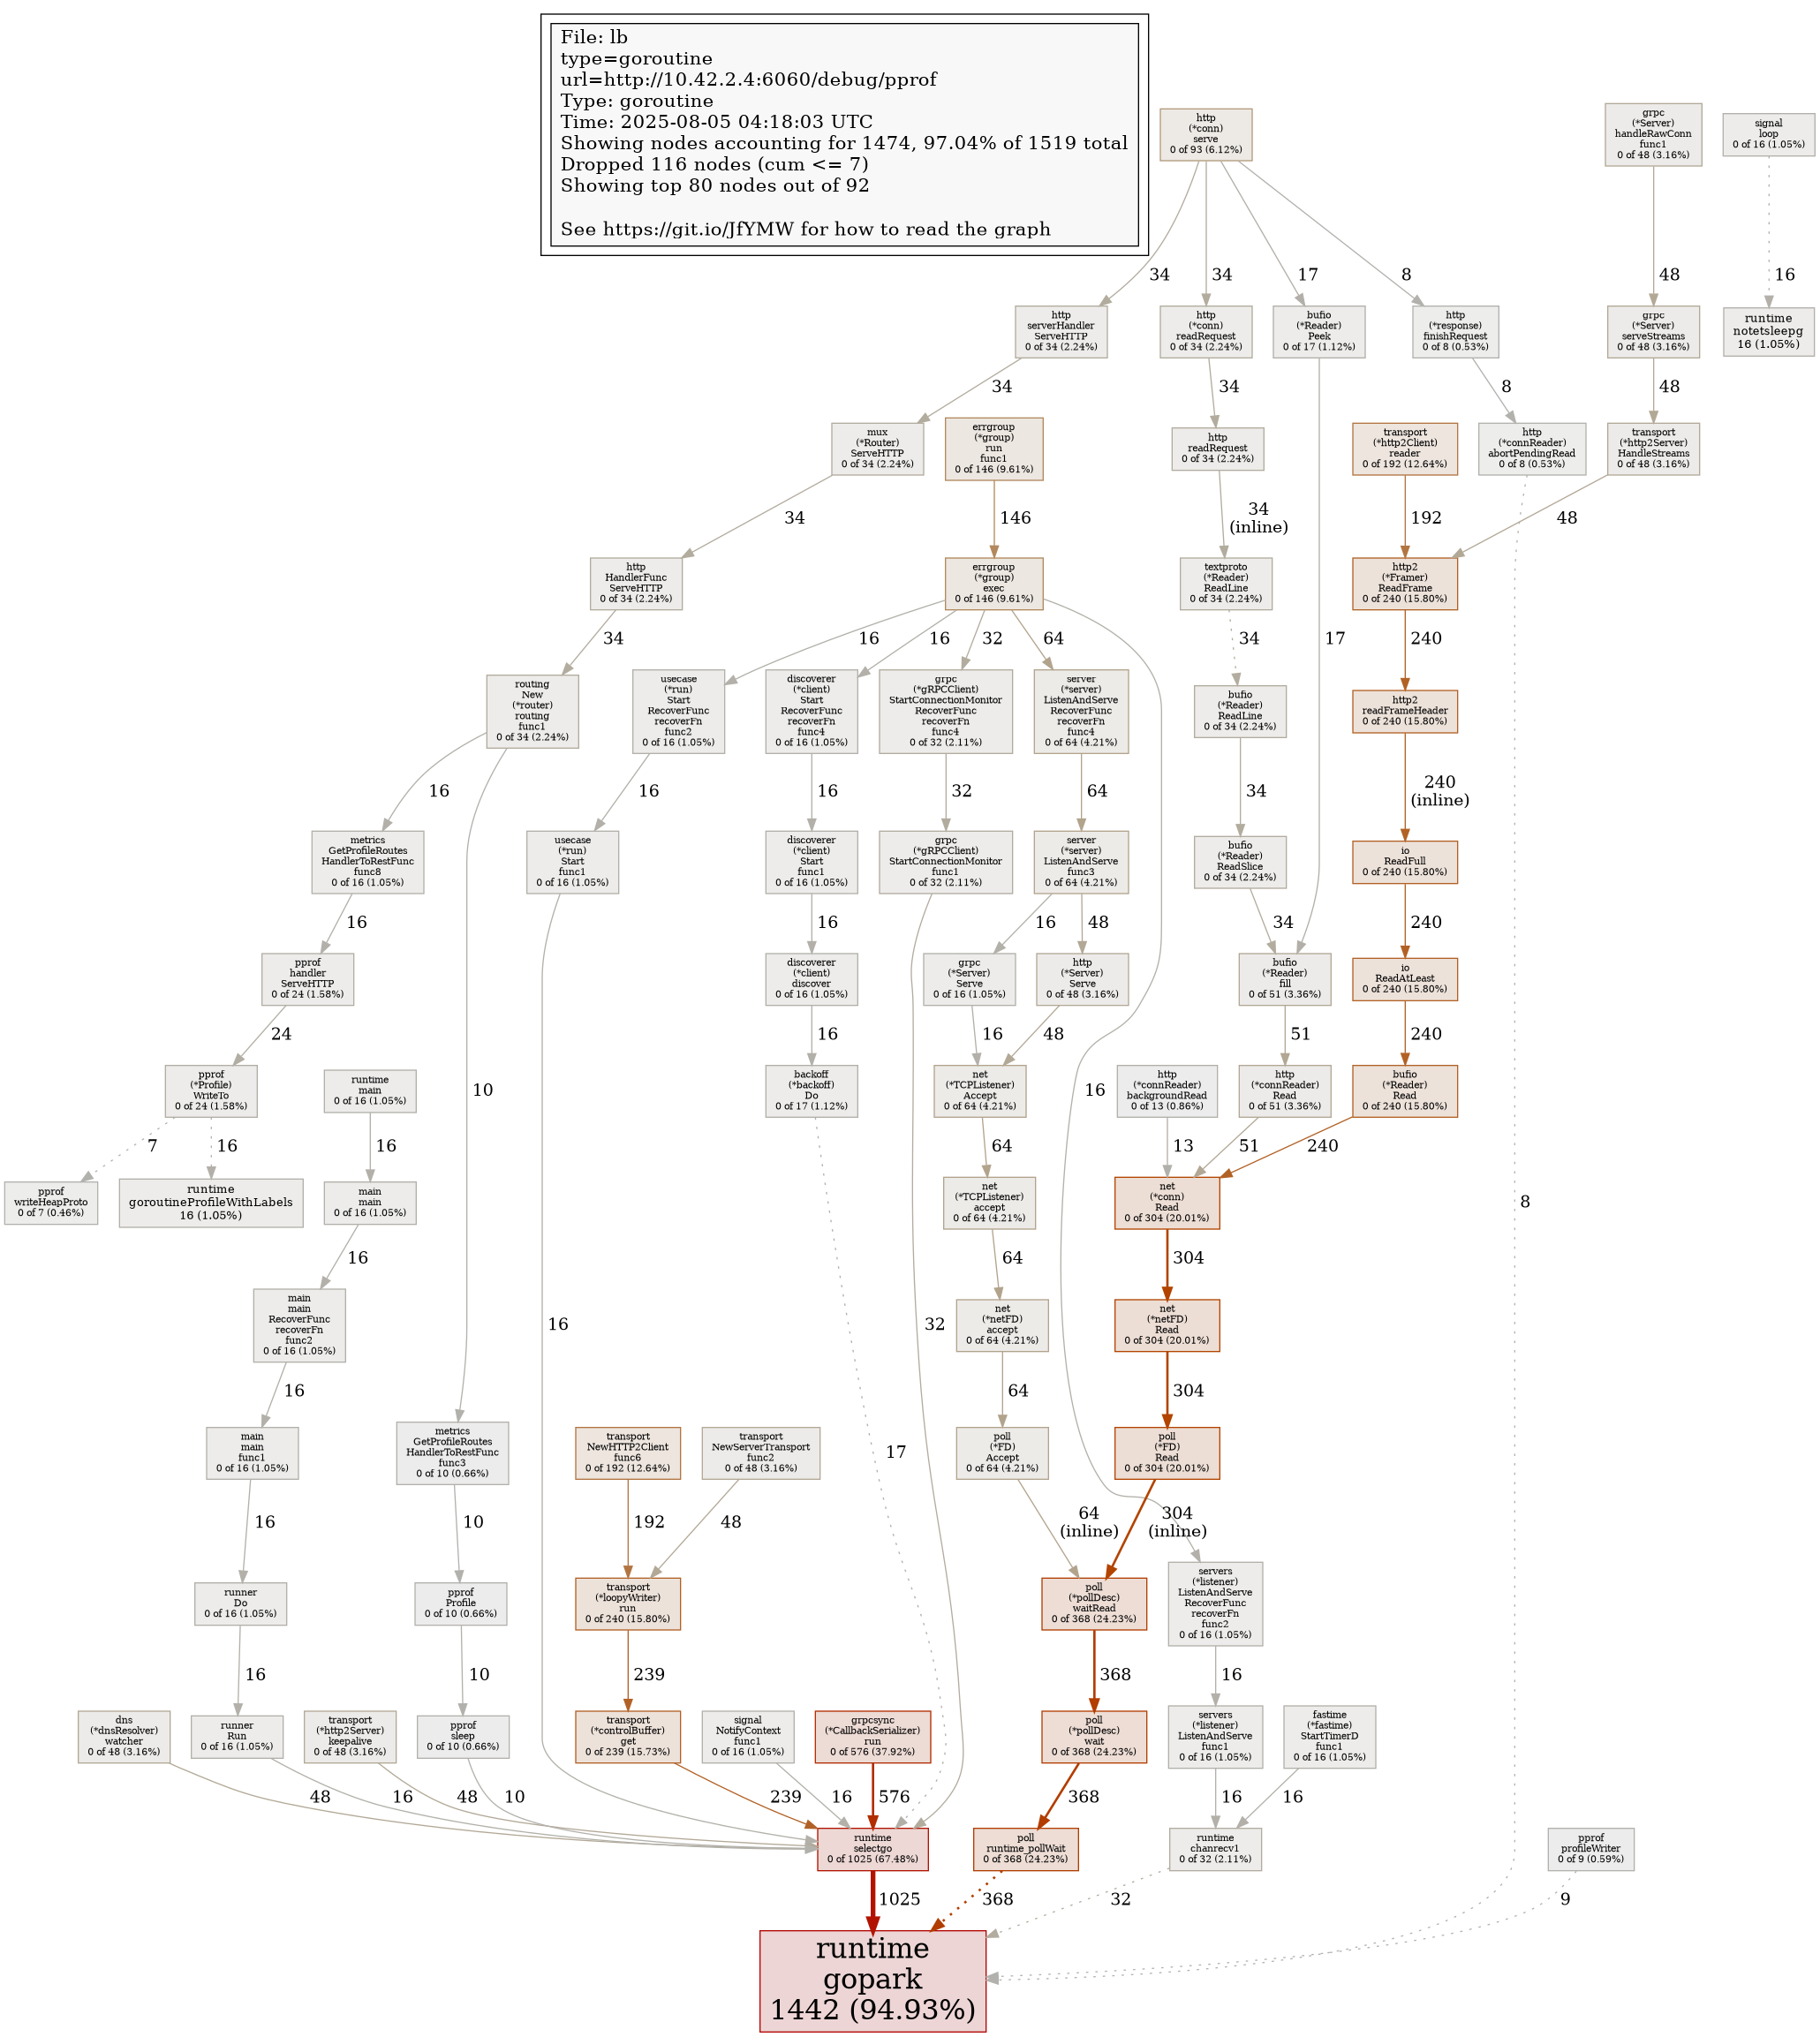 File: lb
type=goroutine
url=http://10.42.2.4:6060/debug/pprof
Type: goroutine
Time: 2025-08-05 04:18:03 UTC
Showing nodes accounting for 1474, 97.04% of 1519 total
Dropped 116 nodes (cum <= 7)
Showing top 80 nodes out of 92
See https://git.io/JfYMW for how to read the graph
http
(*conn)
serve
0 of 93 (6.12%)
grpc
(*Server)
handleRawConn
func1
0 of 48 (3.16%)
signal
loop
0 of 16 (1.05%)
34
34
17
8
48
16
http
serverHandler
ServeHTTP
0 of 34 (2.24%)
http
(*conn)
readRequest
0 of 34 (2.24%)
bufio
(*Reader)
Peek
0 of 17 (1.12%)
http
(*response)
finishRequest
0 of 8 (0.53%)
grpc
(*Server)
serveStreams
0 of 48 (3.16%)
runtime
notetsleepg
16 (1.05%)
34
34
8
48
mux
(*Router)
ServeHTTP
0 of 34 (2.24%)
errgroup
(*group)
run
func1
0 of 146 (9.61%)
http
readRequest
0 of 34 (2.24%)
transport
(*http2Client)
reader
0 of 192 (12.64%)
http
(*connReader)
abortPendingRead
0 of 8 (0.53%)
transport
(*http2Server)
HandleStreams
0 of 48 (3.16%)
34
146
34
(inline)
192
48
http
HandlerFunc
ServeHTTP
0 of 34 (2.24%)
errgroup
(*group)
exec
0 of 146 (9.61%)
textproto
(*Reader)
ReadLine
0 of 34 (2.24%)
http2
(*Framer)
ReadFrame
0 of 240 (15.80%)
34
16
16
32
64
34
17
240
routing
New
(*router)
routing
func1
0 of 34 (2.24%)
usecase
(*run)
Start
RecoverFunc
recoverFn
func2
0 of 16 (1.05%)
discoverer
(*client)
Start
RecoverFunc
recoverFn
func4
0 of 16 (1.05%)
grpc
(*gRPCClient)
StartConnectionMonitor
RecoverFunc
recoverFn
func4
0 of 32 (2.11%)
server
(*server)
ListenAndServe
RecoverFunc
recoverFn
func4
0 of 64 (4.21%)
bufio
(*Reader)
ReadLine
0 of 34 (2.24%)
http2
readFrameHeader
0 of 240 (15.80%)
16
16
16
32
64
34
240
(inline)
metrics
GetProfileRoutes
HandlerToRestFunc
func8
0 of 16 (1.05%)
usecase
(*run)
Start
func1
0 of 16 (1.05%)
discoverer
(*client)
Start
func1
0 of 16 (1.05%)
grpc
(*gRPCClient)
StartConnectionMonitor
func1
0 of 32 (2.11%)
server
(*server)
ListenAndServe
func3
0 of 64 (4.21%)
bufio
(*Reader)
ReadSlice
0 of 34 (2.24%)
io
ReadFull
0 of 240 (15.80%)
16
16
16
48
34
240
pprof
handler
ServeHTTP
0 of 24 (1.58%)
discoverer
(*client)
discover
0 of 16 (1.05%)
grpc
(*Server)
Serve
0 of 16 (1.05%)
http
(*Server)
Serve
0 of 48 (3.16%)
bufio
(*Reader)
fill
0 of 51 (3.36%)
io
ReadAtLeast
0 of 240 (15.80%)
24
16
16
48
51
240
pprof
(*Profile)
WriteTo
0 of 24 (1.58%)
runtime
main
0 of 16 (1.05%)
10
backoff
(*backoff)
Do
0 of 17 (1.12%)
net
(*TCPListener)
Accept
0 of 64 (4.21%)
16
http
(*connReader)
backgroundRead
0 of 13 (0.86%)
http
(*connReader)
Read
0 of 51 (3.36%)
bufio
(*Reader)
Read
0 of 240 (15.80%)
7
16
16
64
13
51
240
pprof
writeHeapProto
0 of 7 (0.46%)
runtime
goroutineProfileWithLabels
16 (1.05%)
main
main
0 of 16 (1.05%)
net
(*TCPListener)
accept
0 of 64 (4.21%)
net
(*conn)
Read
0 of 304 (20.01%)
8
16
64
304
main
main
RecoverFunc
recoverFn
func2
0 of 16 (1.05%)
16
32
net
(*netFD)
accept
0 of 64 (4.21%)
net
(*netFD)
Read
0 of 304 (20.01%)
16
64
304
main
main
func1
0 of 16 (1.05%)
metrics
GetProfileRoutes
HandlerToRestFunc
func3
0 of 10 (0.66%)
transport
NewHTTP2Client
func6
0 of 192 (12.64%)
transport
NewServerTransport
func2
0 of 48 (3.16%)
17
poll
(*FD)
Accept
0 of 64 (4.21%)
poll
(*FD)
Read
0 of 304 (20.01%)
16
10
192
48
64
(inline)
304
(inline)
runner
Do
0 of 16 (1.05%)
pprof
Profile
0 of 10 (0.66%)
transport
(*loopyWriter)
run
0 of 240 (15.80%)
poll
(*pollDesc)
waitRead
0 of 368 (24.23%)
servers
(*listener)
ListenAndServe
RecoverFunc
recoverFn
func2
0 of 16 (1.05%)
16
10
239
368
16
dns
(*dnsResolver)
watcher
0 of 48 (3.16%)
runner
Run
0 of 16 (1.05%)
transport
(*http2Server)
keepalive
0 of 48 (3.16%)
pprof
sleep
0 of 10 (0.66%)
transport
(*controlBuffer)
get
0 of 239 (15.73%)
signal
NotifyContext
func1
0 of 16 (1.05%)
grpcsync
(*CallbackSerializer)
run
0 of 576 (37.92%)
poll
(*pollDesc)
wait
0 of 368 (24.23%)
servers
(*listener)
ListenAndServe
func1
0 of 16 (1.05%)
fastime
(*fastime)
StartTimerD
func1
0 of 16 (1.05%)
48
16
48
10
239
16
576
368
16
16
runtime
selectgo
0 of 1025 (67.48%)
poll
runtime_pollWait
0 of 368 (24.23%)
runtime
chanrecv1
0 of 32 (2.11%)
pprof
profileWriter
0 of 9 (0.59%)
1025
368
32
9
runtime
gopark
1442 (94.93%)